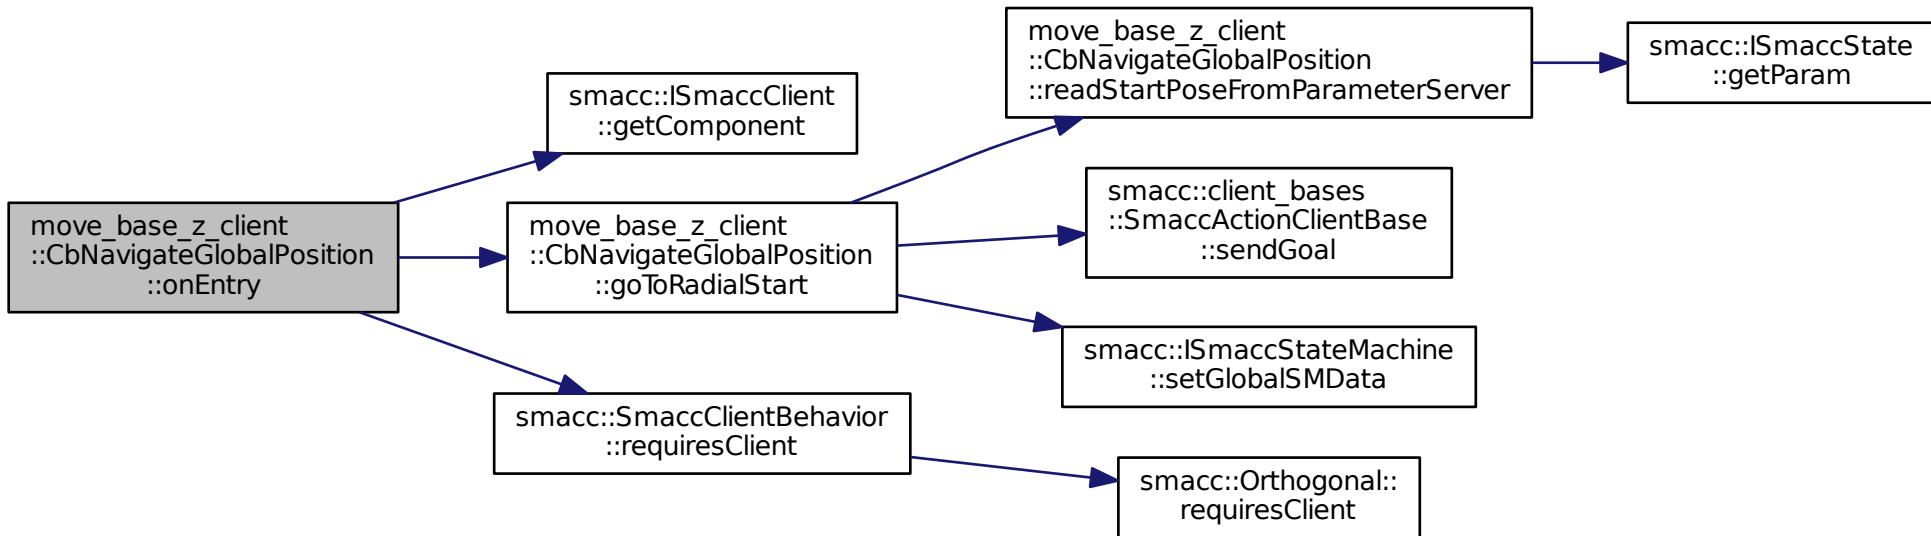 move_base_z_client
::CbNavigateGlobalPosition
::onEntry
smacc::ISmaccClient
::getComponent
move_base_z_client
::CbNavigateGlobalPosition
::goToRadialStart
smacc::SmaccClientBehavior
::requiresClient
move_base_z_client
::CbNavigateGlobalPosition
::readStartPoseFromParameterServer
smacc::client_bases
::SmaccActionClientBase
::sendGoal
smacc::ISmaccStateMachine
::setGlobalSMData
smacc::Orthogonal::
requiresClient
smacc::ISmaccState
::getParam